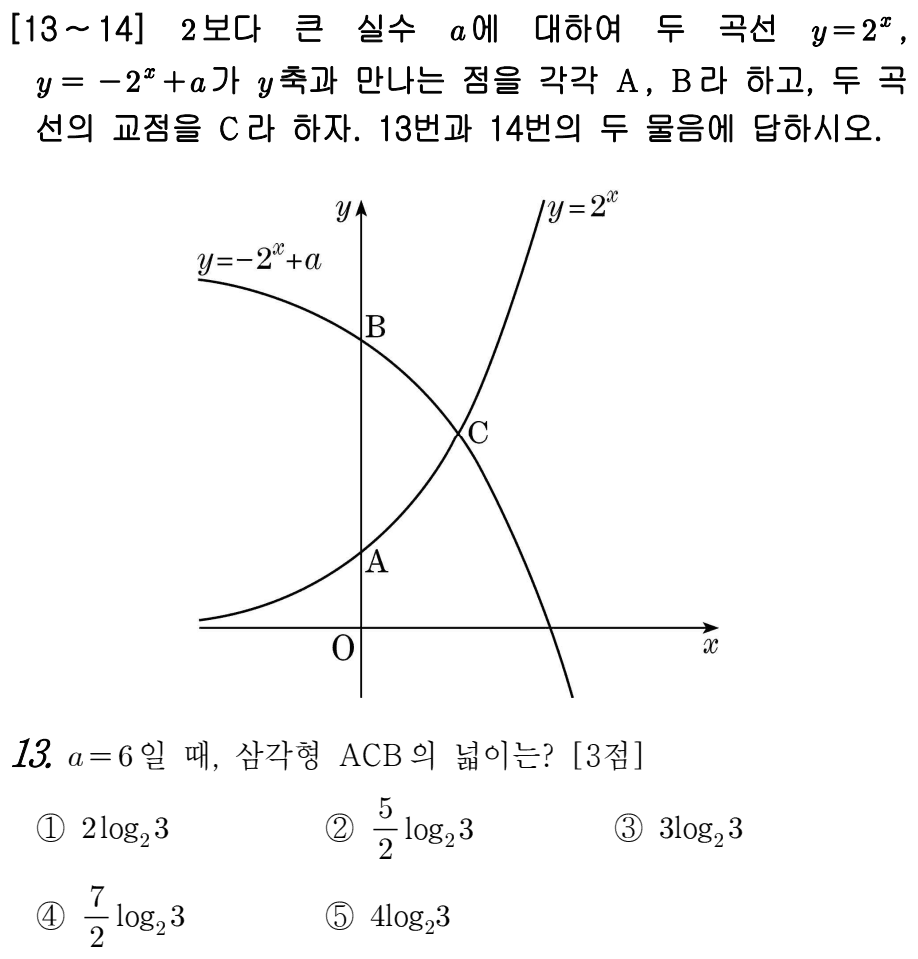 [13～14] 2보다 큰 실수 a에 대하여 두 곡선 y=2^x,
y=-2^x+a가 y축과 만나는 점을 각각 A, B라 하고, 두 곡
선의 교점을 C라 하자. 13번과 14번의 두 물음에 답하시오.
y
y=2^x
y=-2^x+a
B
C
A
O
x
13. a=6일 때, 삼각형 ACB의 넓이는? [3점]
① 2log₂3 ② 5/2 log₂3 ③ 3log₂3
④ 7/2 log₂3 ⑤ 4log₂3